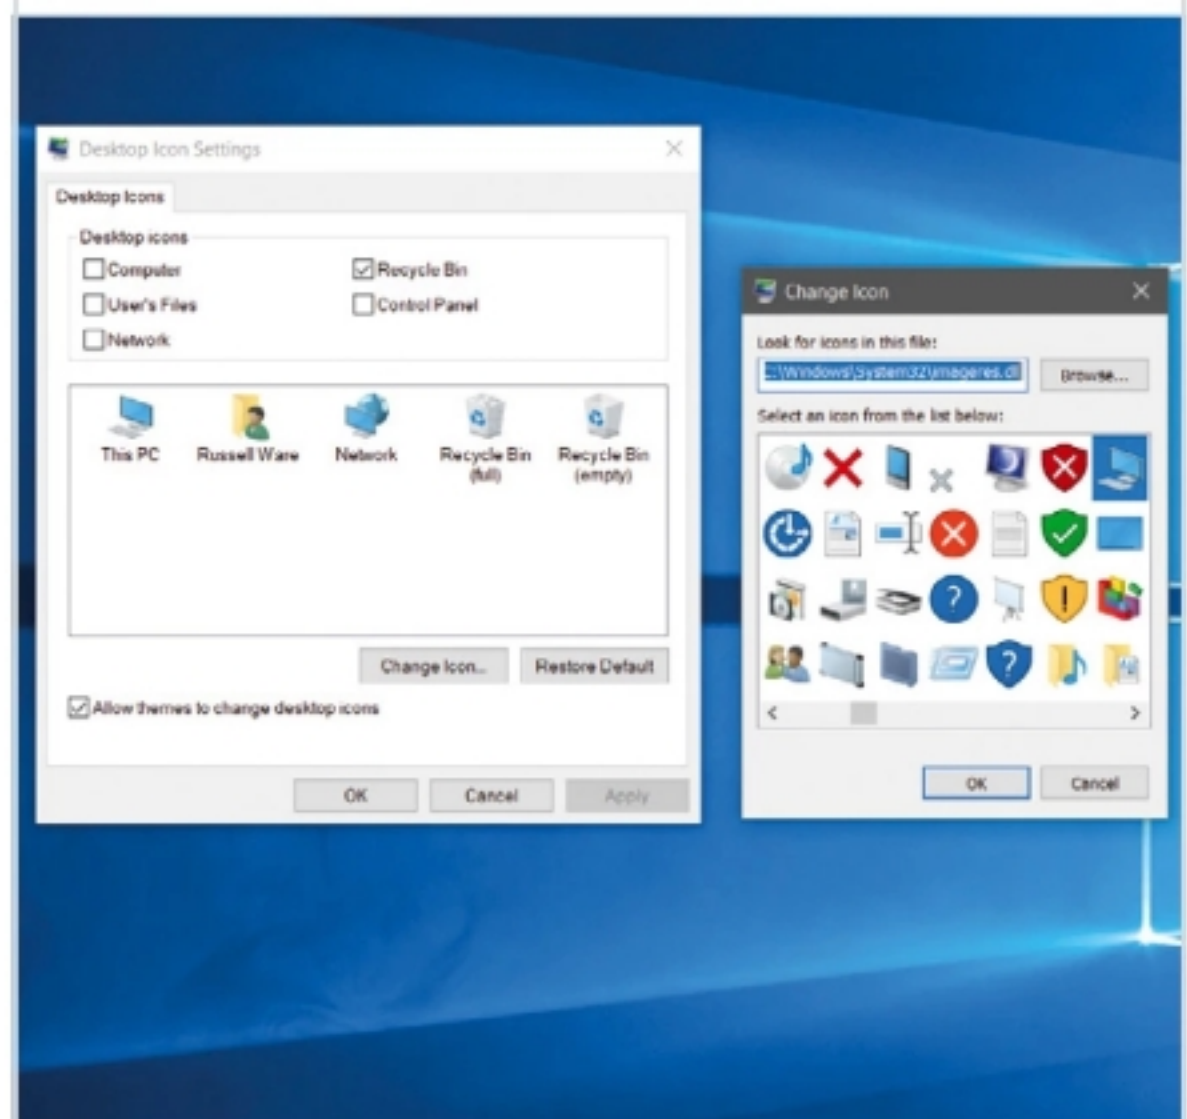 Desktop Icon Settings
Desktop Icons
Desktop icons
Computer
Recycle Bin
User's Files
Control Panel
Network
This PC
Russell Ware
Network
Recycle Bin
(full)
Recycle Bin
(empty)
Change Icon...
Restore Default
Allow themes to change desktop icons
OK
Cancel
Apply
Change Icon
Look for icons in this file:
C:\Windows\System32\imageres.dll
Browse...
Select an icon from the list below:
OK
Cancel